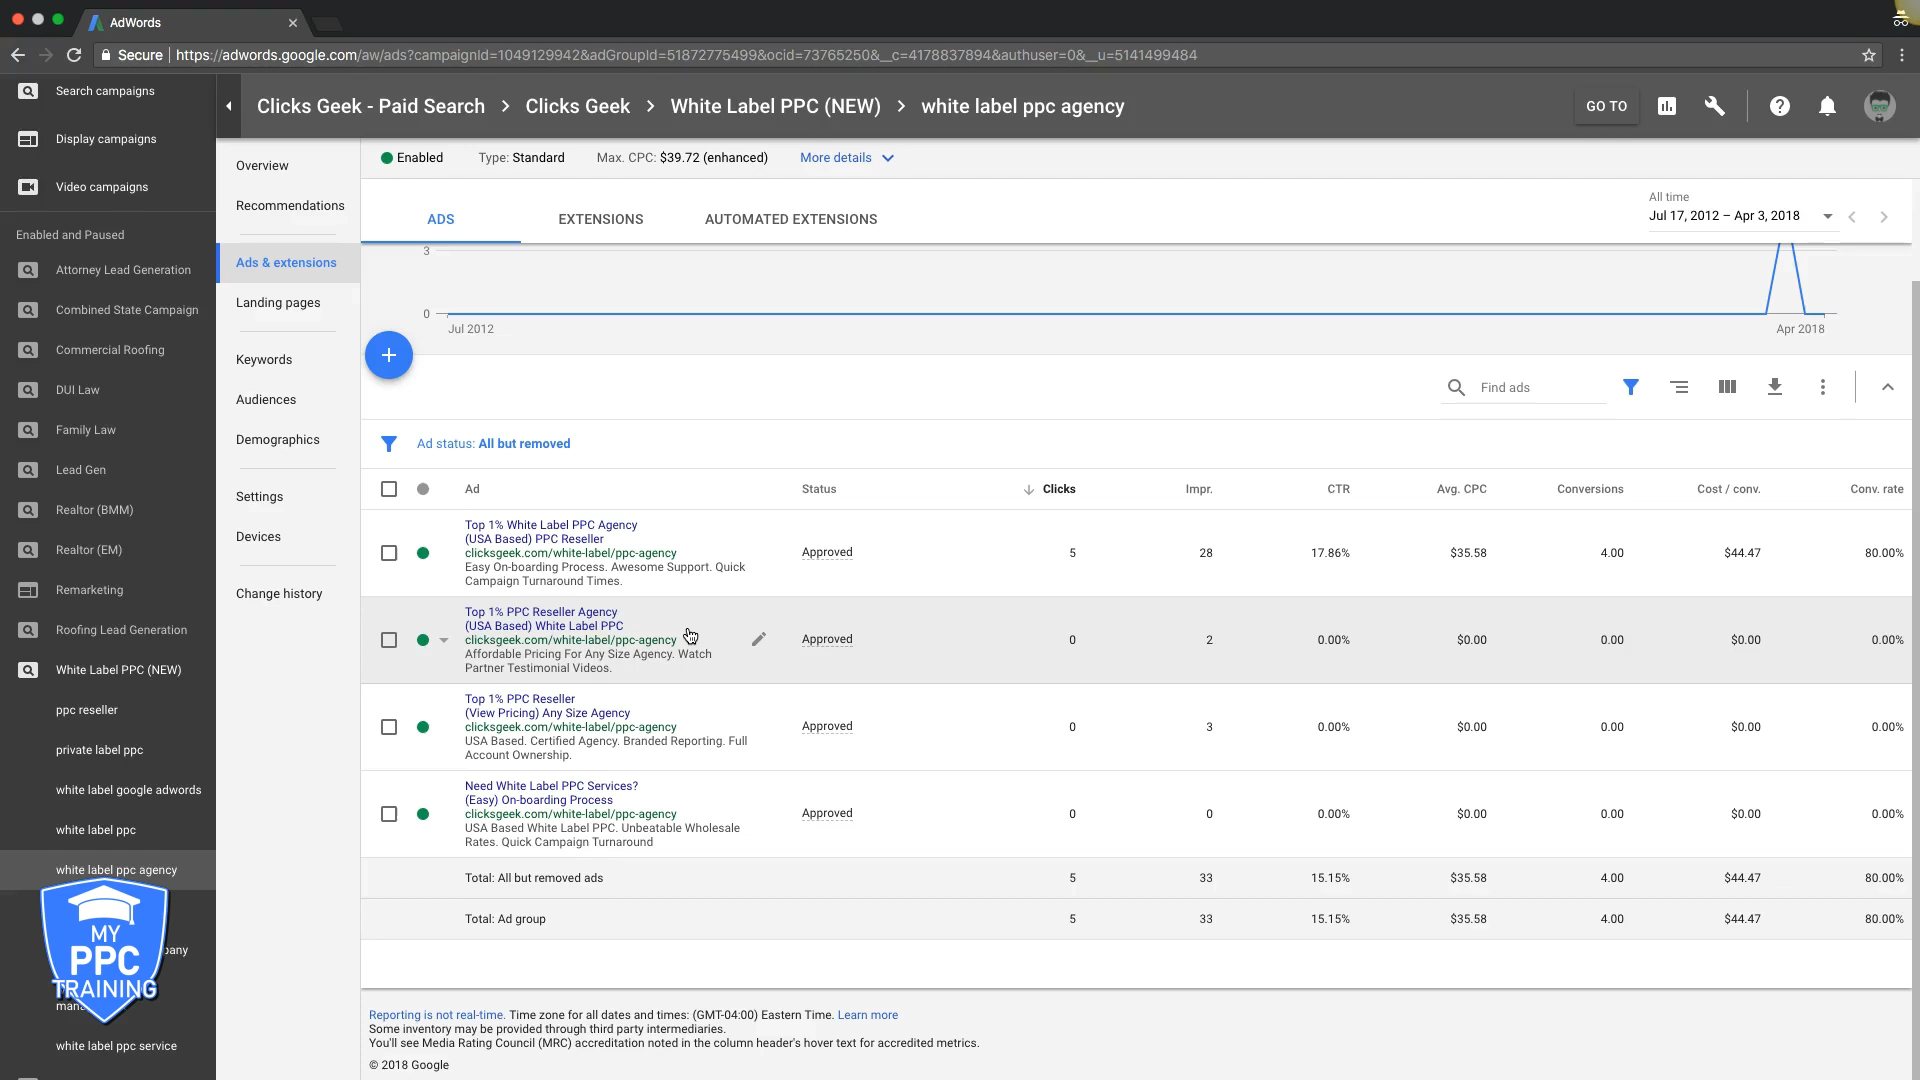 AdWords
Secure
https://adwords.google.com/aw/ads?campaignId=1049129942&adGroupId=51872775499&ocid=73765250&__c=4178837894&authuser=0&__u=5141499484
Search campaigns
Display campaigns
Video campaigns
Enabled and Paused
Attorney Lead Generation
Combined State Campaign
Commercial Roofing
DUI Law
Family Law
Lead Gen
Realtor (BMM)
Realtor (EM)
Remarketing
Roofing Lead Generation
White Label PPC (NEW)
ppc reseller
private label ppc
white label google adwords
white label ppc
white label ppc agency
MY
PPC
TRAINING
white label ppc service
Clicks Geek - Paid Search > Clicks Geek > White Label PPC (NEW) > white label ppc agency
GO TO
Overview
Recommendations
Ads & extensions
Landing pages
Keywords
Audiences
Demographics
Settings
Devices
Change history
Enabled Type: Standard Max. CPC: $39.72 (enhanced) More details
ADS EXTENSIONS AUTOMATED EXTENSIONS
All time
Jul 17, 2012 – Apr 3, 2018
3
0
Jul 2012 Apr 2018
Find ads
Ad status: All but removed
Ad Status Clicks Impr. CTR Avg. CPC Conversions Cost / conv. Conv. rate
Top 1% White Label PPC Agency
(USA Based) PPC Reseller
clicksgeek.com/white-label/ppc-agency
Easy On-boarding Process. Awesome Support. Quick
Campaign Turnaround Times.
Approved 5 28 17.86% $35.58 4.00 $44.47 80.00%
Top 1% PPC Reseller Agency
(USA Based) White Label PPC
clicksgeek.com/white-label/ppc-agency
Affordable Pricing For Any Size Agency. Watch
Partner Testimonial Videos.
Approved 0 2 0.00% $0.00 0.00 $0.00 0.00%
Top 1% PPC Reseller
(View Pricing) Any Size Agency
clicksgeek.com/white-label/ppc-agency
USA Based. Certified Agency. Branded Reporting. Full
Account Ownership.
Approved 0 3 0.00% $0.00 0.00 $0.00 0.00%
Need White Label PPC Services?
(Easy) On-boarding Process
clicksgeek.com/white-label/ppc-agency
USA Based White Label PPC. Unbeatable Wholesale
Rates. Quick Campaign Turnaround
Approved 0 0 0.00% $0.00 0.00 $0.00 0.00%
Total: All but removed ads 5 33 15.15% $35.58 4.00 $44.47 80.00%
Total: Ad group 5 33 15.15% $35.58 4.00 $44.47 80.00%
Reporting is not real-time. Time zone for all dates and times: (GMT-04:00) Eastern Time. Learn more
Some inventory may be provided through third party intermediaries.
You'll see Media Rating Council (MRC) accreditation noted in the column header's hover text for accredited metrics.
© 2018 Google